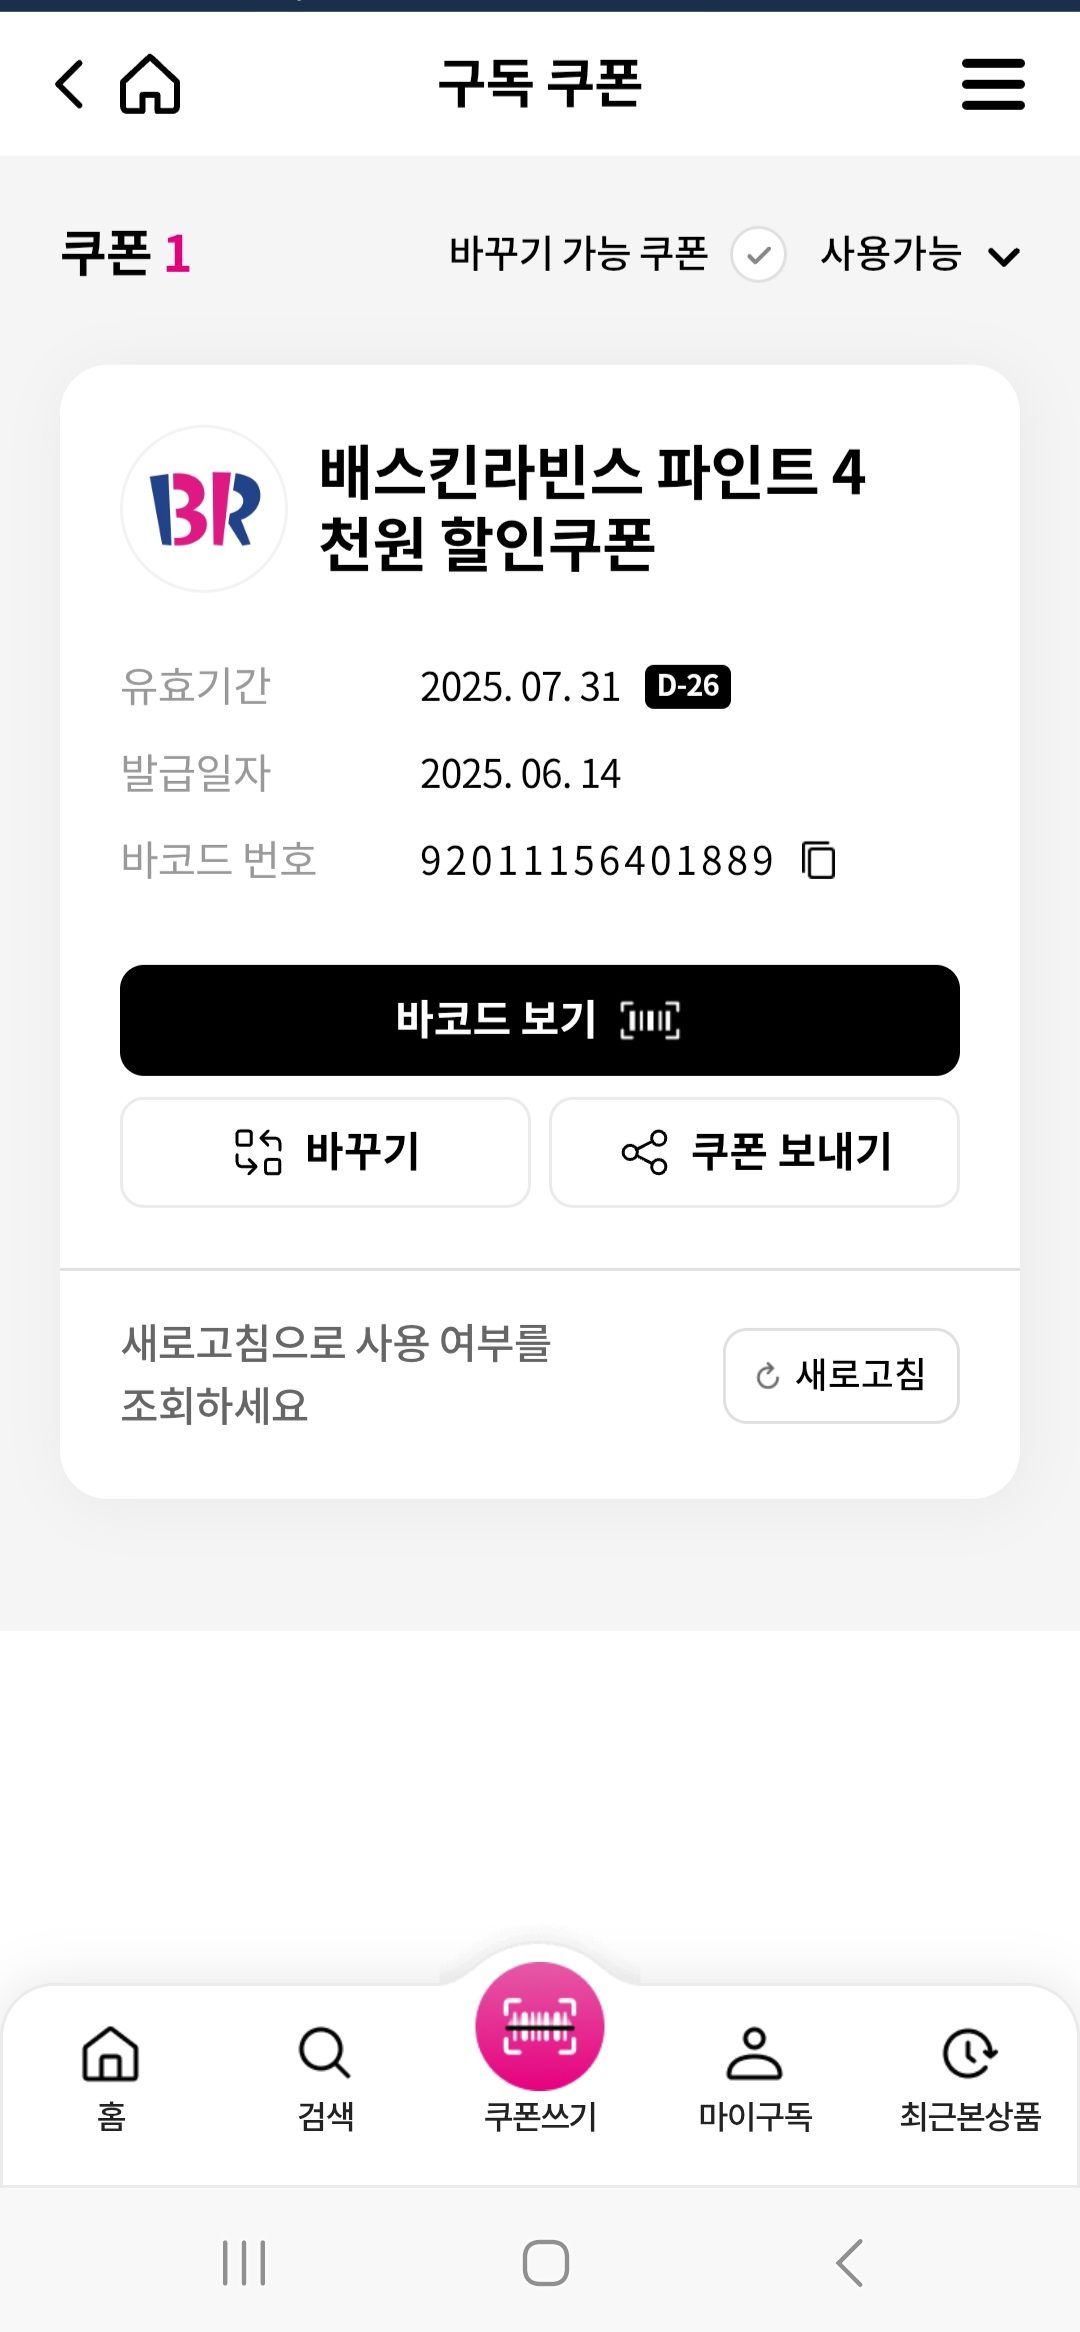 구독 쿠폰
쿠폰 1
바꾸기 가능 쿠폰 사용가능
BR
배스킨라빈스 파인트 4
천원 할인쿠폰
유효기간 2025. 07. 31 D-26
발급일자 2025. 06. 14
바코드 번호 92011156401889
바코드 보기
바꾸기 쿠폰 보내기
새로고침으로 사용 여부를
조회하세요
새로고침
홈 검색 쿠폰쓰기 마이구독 최근본상품